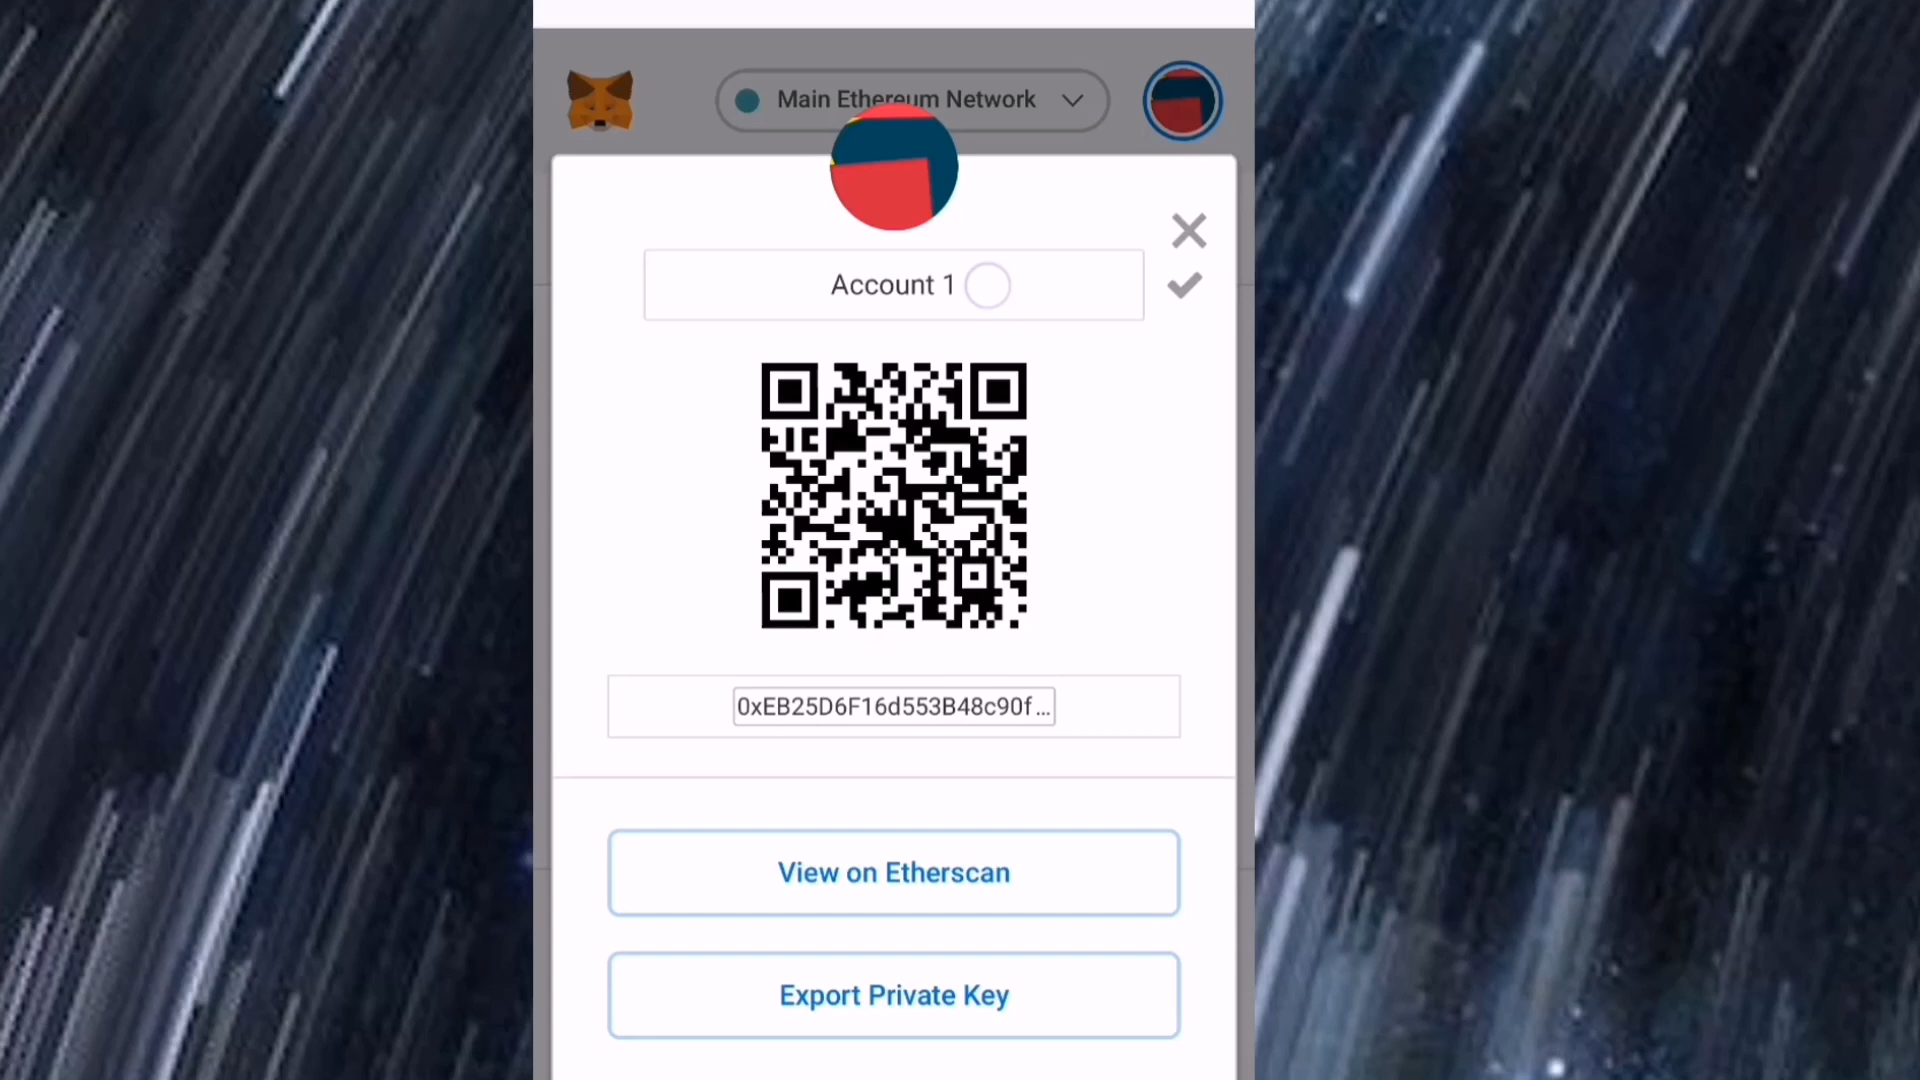 Main Ethereum Network
Account 1
0xEB25D6F16d553B48c90f...
View on Etherscan
Export Private Key